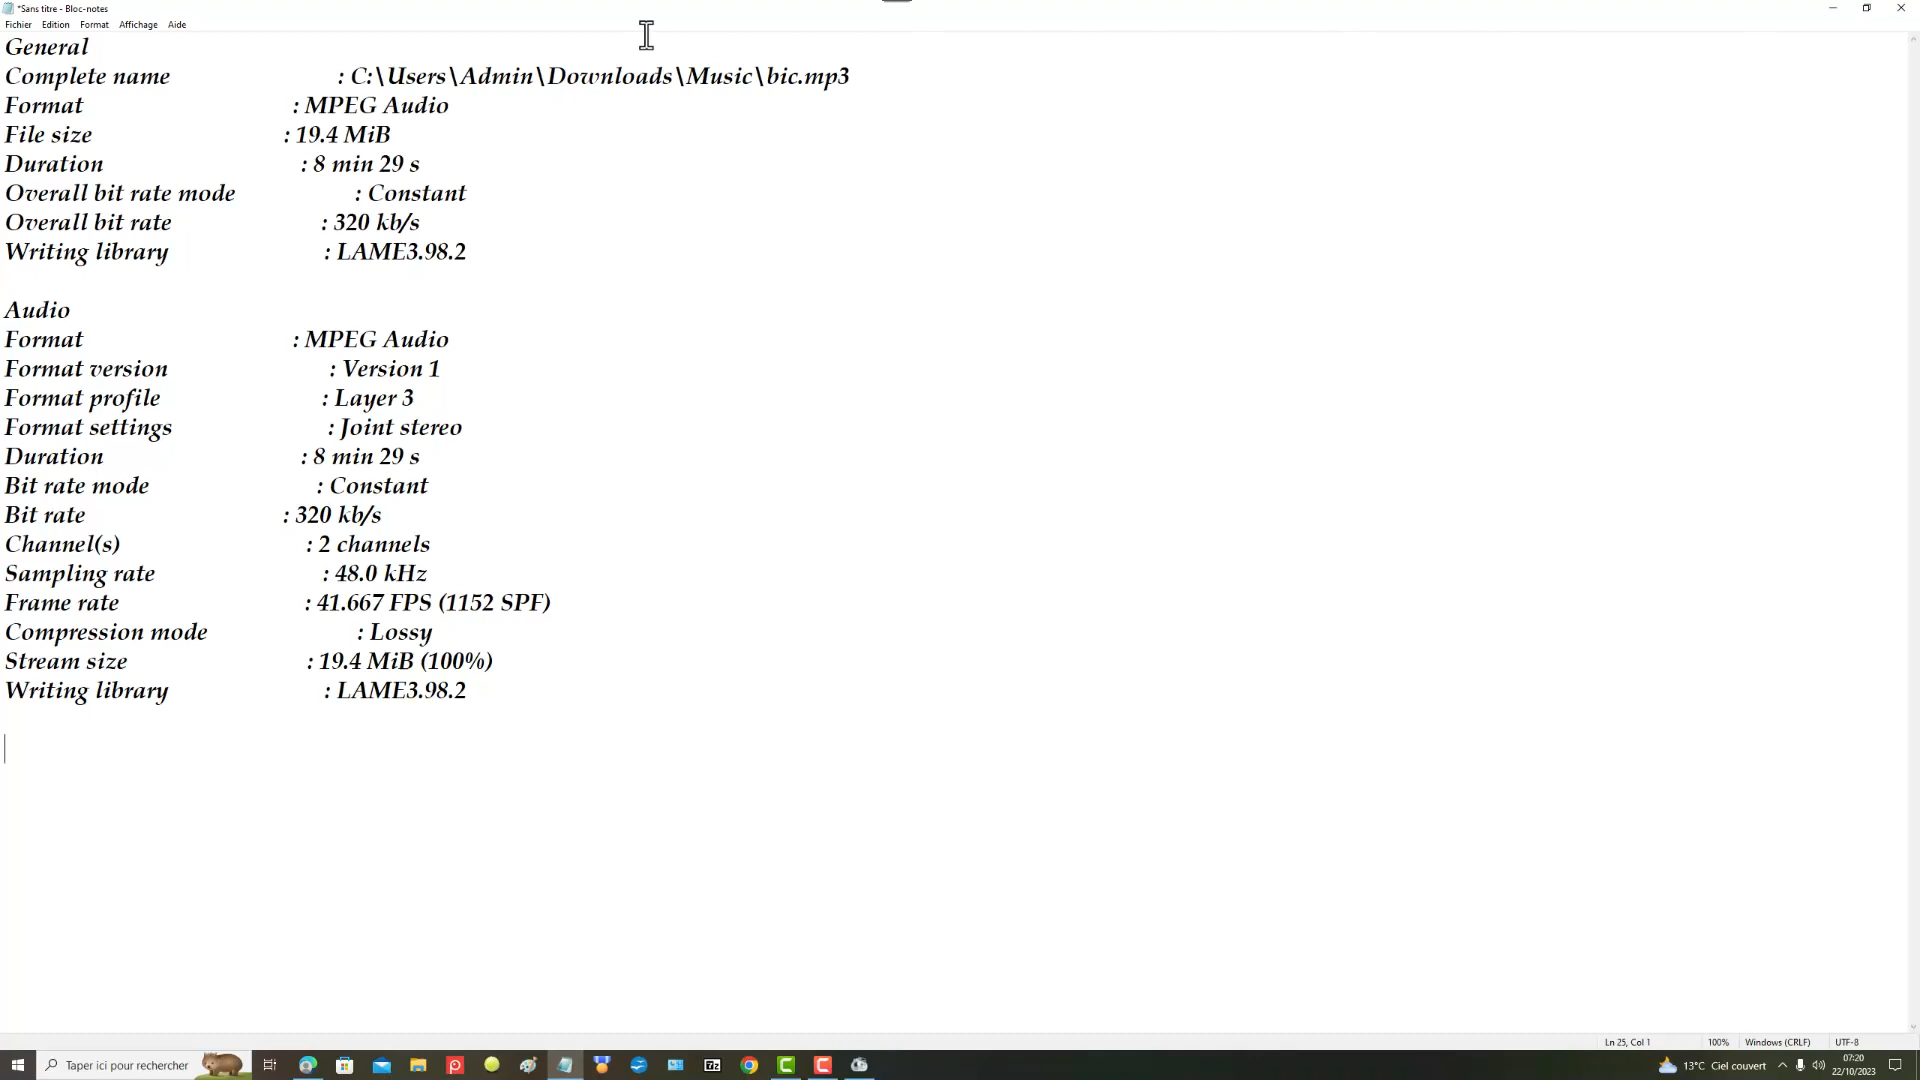 *Sans titre - Bloc-notes
Fichier Edition Format Affichage Aide
General
Complete name : C:\Users\Admin\Downloads\Music\bic.mp3
Format : MPEG Audio
File size : 19.4 MiB
Duration : 8 min 29 s
Overall bit rate mode : Constant
Overall bit rate : 320 kb/s
Writing library : LAME3.98.2
Audio
Format : MPEG Audio
Format version : Version 1
Format profile : Layer 3
Format settings : Joint stereo
Duration : 8 min 29 s
Bit rate mode : Constant
Bit rate : 320 kb/s
Channel(s) : 2 channels
Sampling rate : 48.0 kHz
Frame rate : 41.667 FPS (1152 SPF)
Compression mode : Lossy
Stream size : 19.4 MiB (100%)
Writing library : LAME3.98.2
Ln 25, Col 1 100% Windows (CRLF) UTF-8
Taper ici pour rechercher 7z 13°C Ciel couvert 07:20
22/10/2023